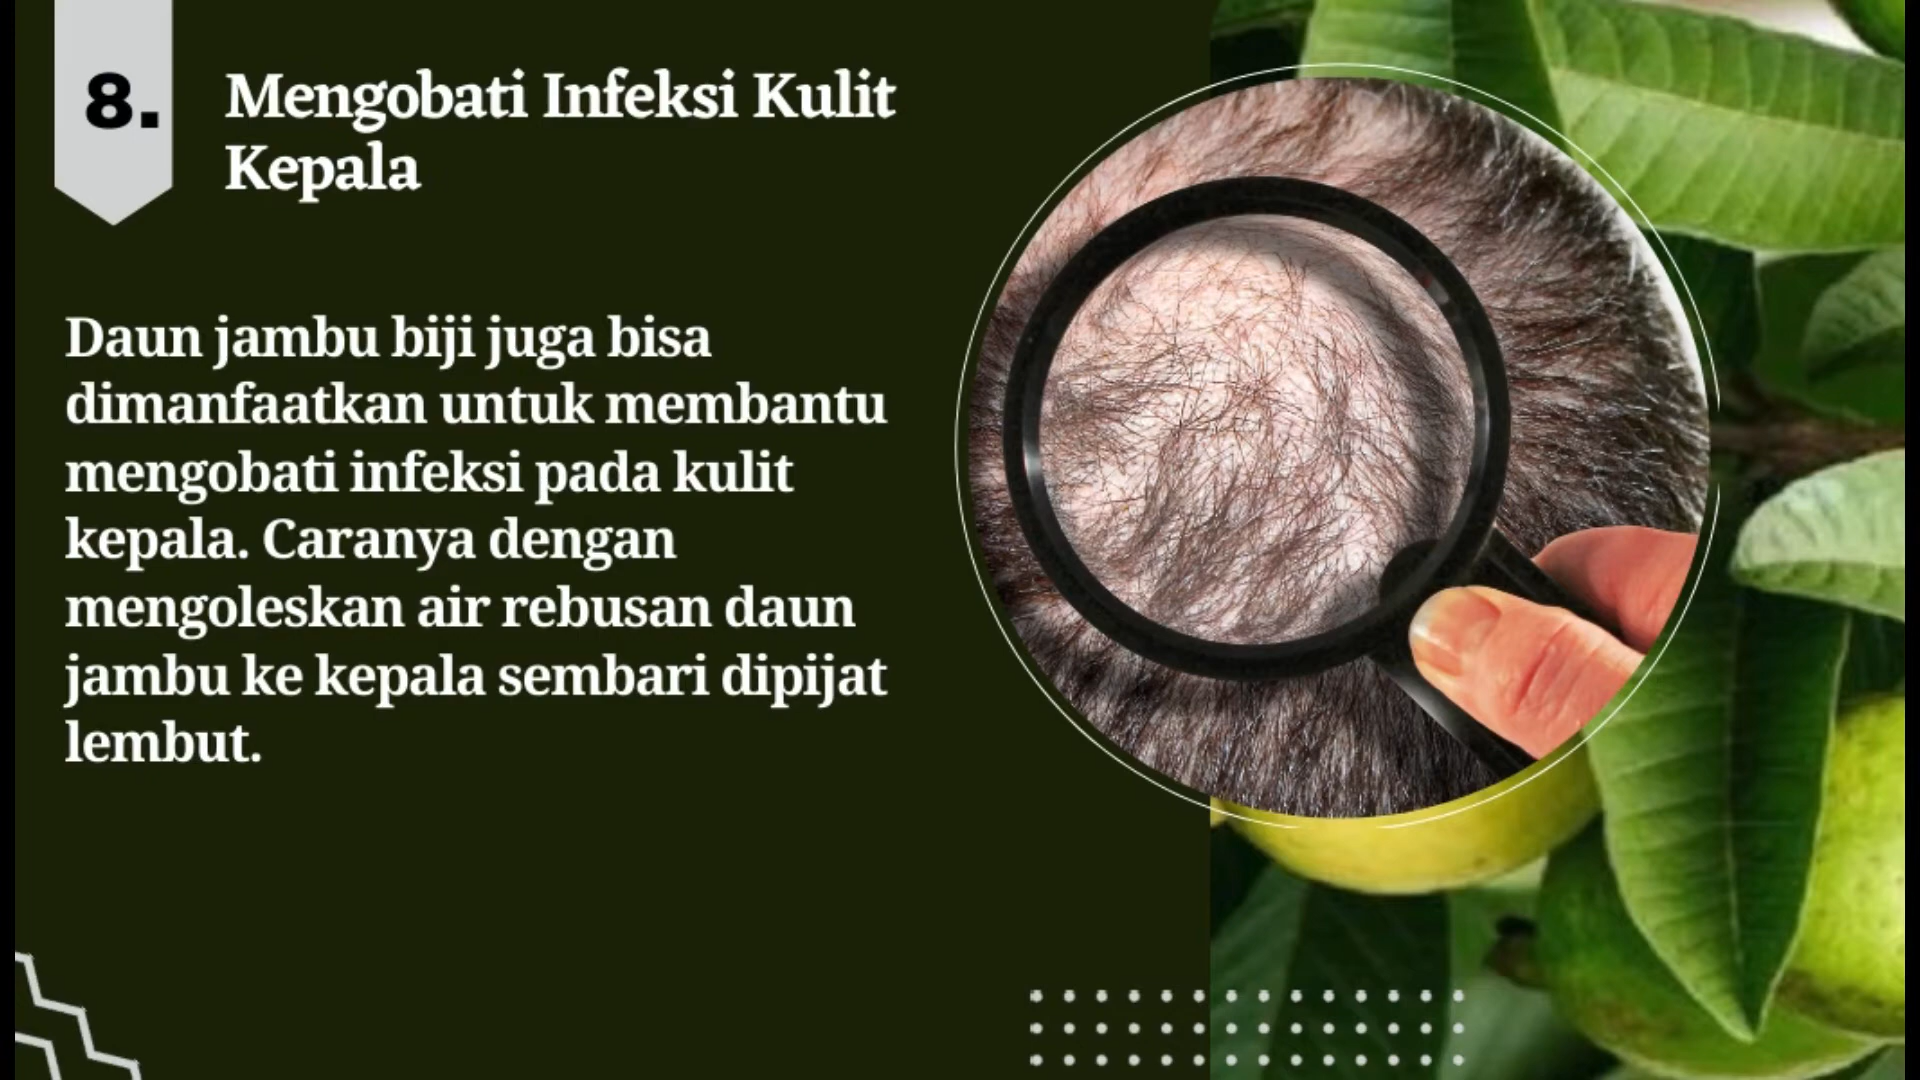 8.
Mengobati Infeksi Kulit
Kepala
Daun jambu biji juga bisa
dimanfaatkan untuk membantu
mengobati infeksi pada kulit
kepala. Caranya dengan
mengoleskan air rebusan daun
jambu ke kepala sembari dipijat
lembut.